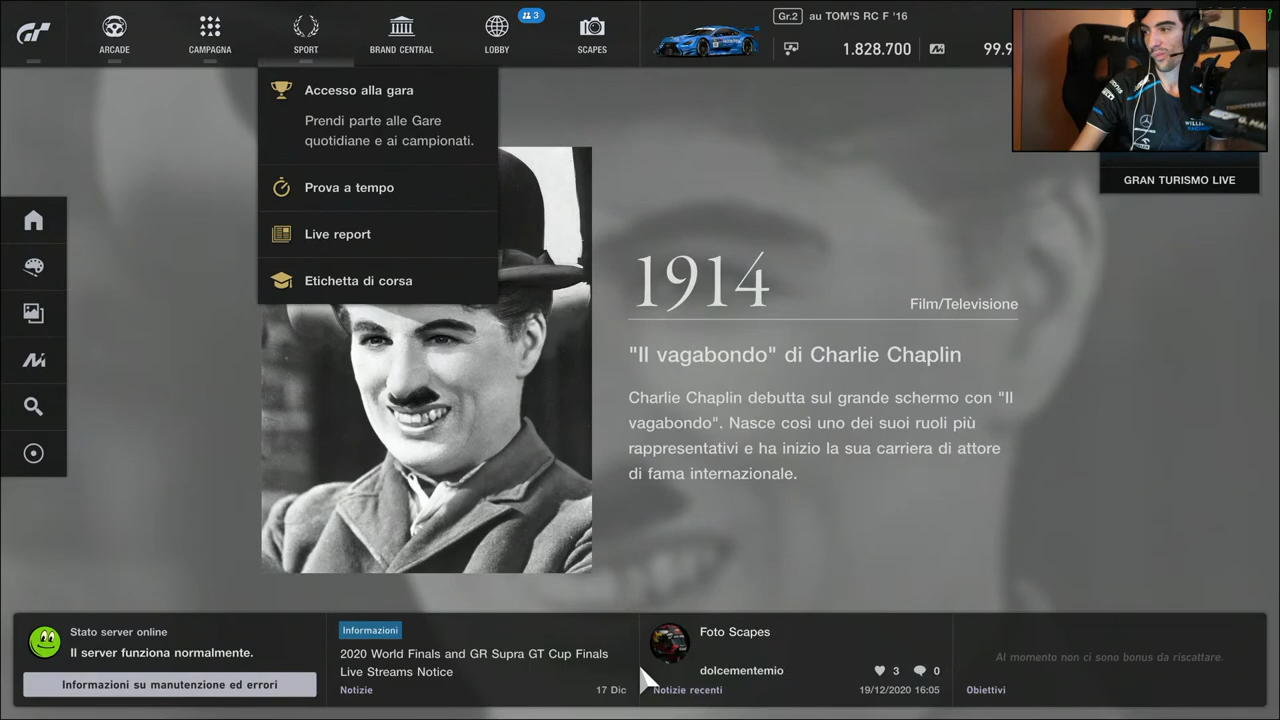 ARCADE
CAMPAGNA
SPORT
BRAND CENTRAL
LOBBY
3
SCAPES
Gr.2
au TOM'S RC F '16
1.828.700
99.9
Accesso alla gara
Prendi parte alle Gare
quotidiane e ai campionati.
Prova a tempo
Live report
Etichetta di corsa
GRAN TURISMO LIVE
1914
Film/Televisione
"Il vagabondo" di Charlie Chaplin
Charlie Chaplin debutta sul grande schermo con "Il
vagabondo". Nasce così uno dei suoi ruoli più
rappresentativi e ha inizio la sua carriera di attore
di fama internazionale.
Stato server online
Il server funziona normalmente.
Informazioni su manutenzione ed errori
Informazioni
2020 World Finals and GR Supra GT Cup Finals
Live Streams Notice
Notizie
17 Dic
Foto Scapes
dolcementemio
3
0
Notizie recenti
19/12/2020 16:05
Al momento non ci sono bonus da riscattare.
Obiettivi